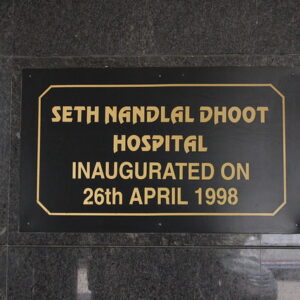 SETH NANDLAL DHOOT
HOSPITAL
INAUGURATED ON
26th APRIL 1998